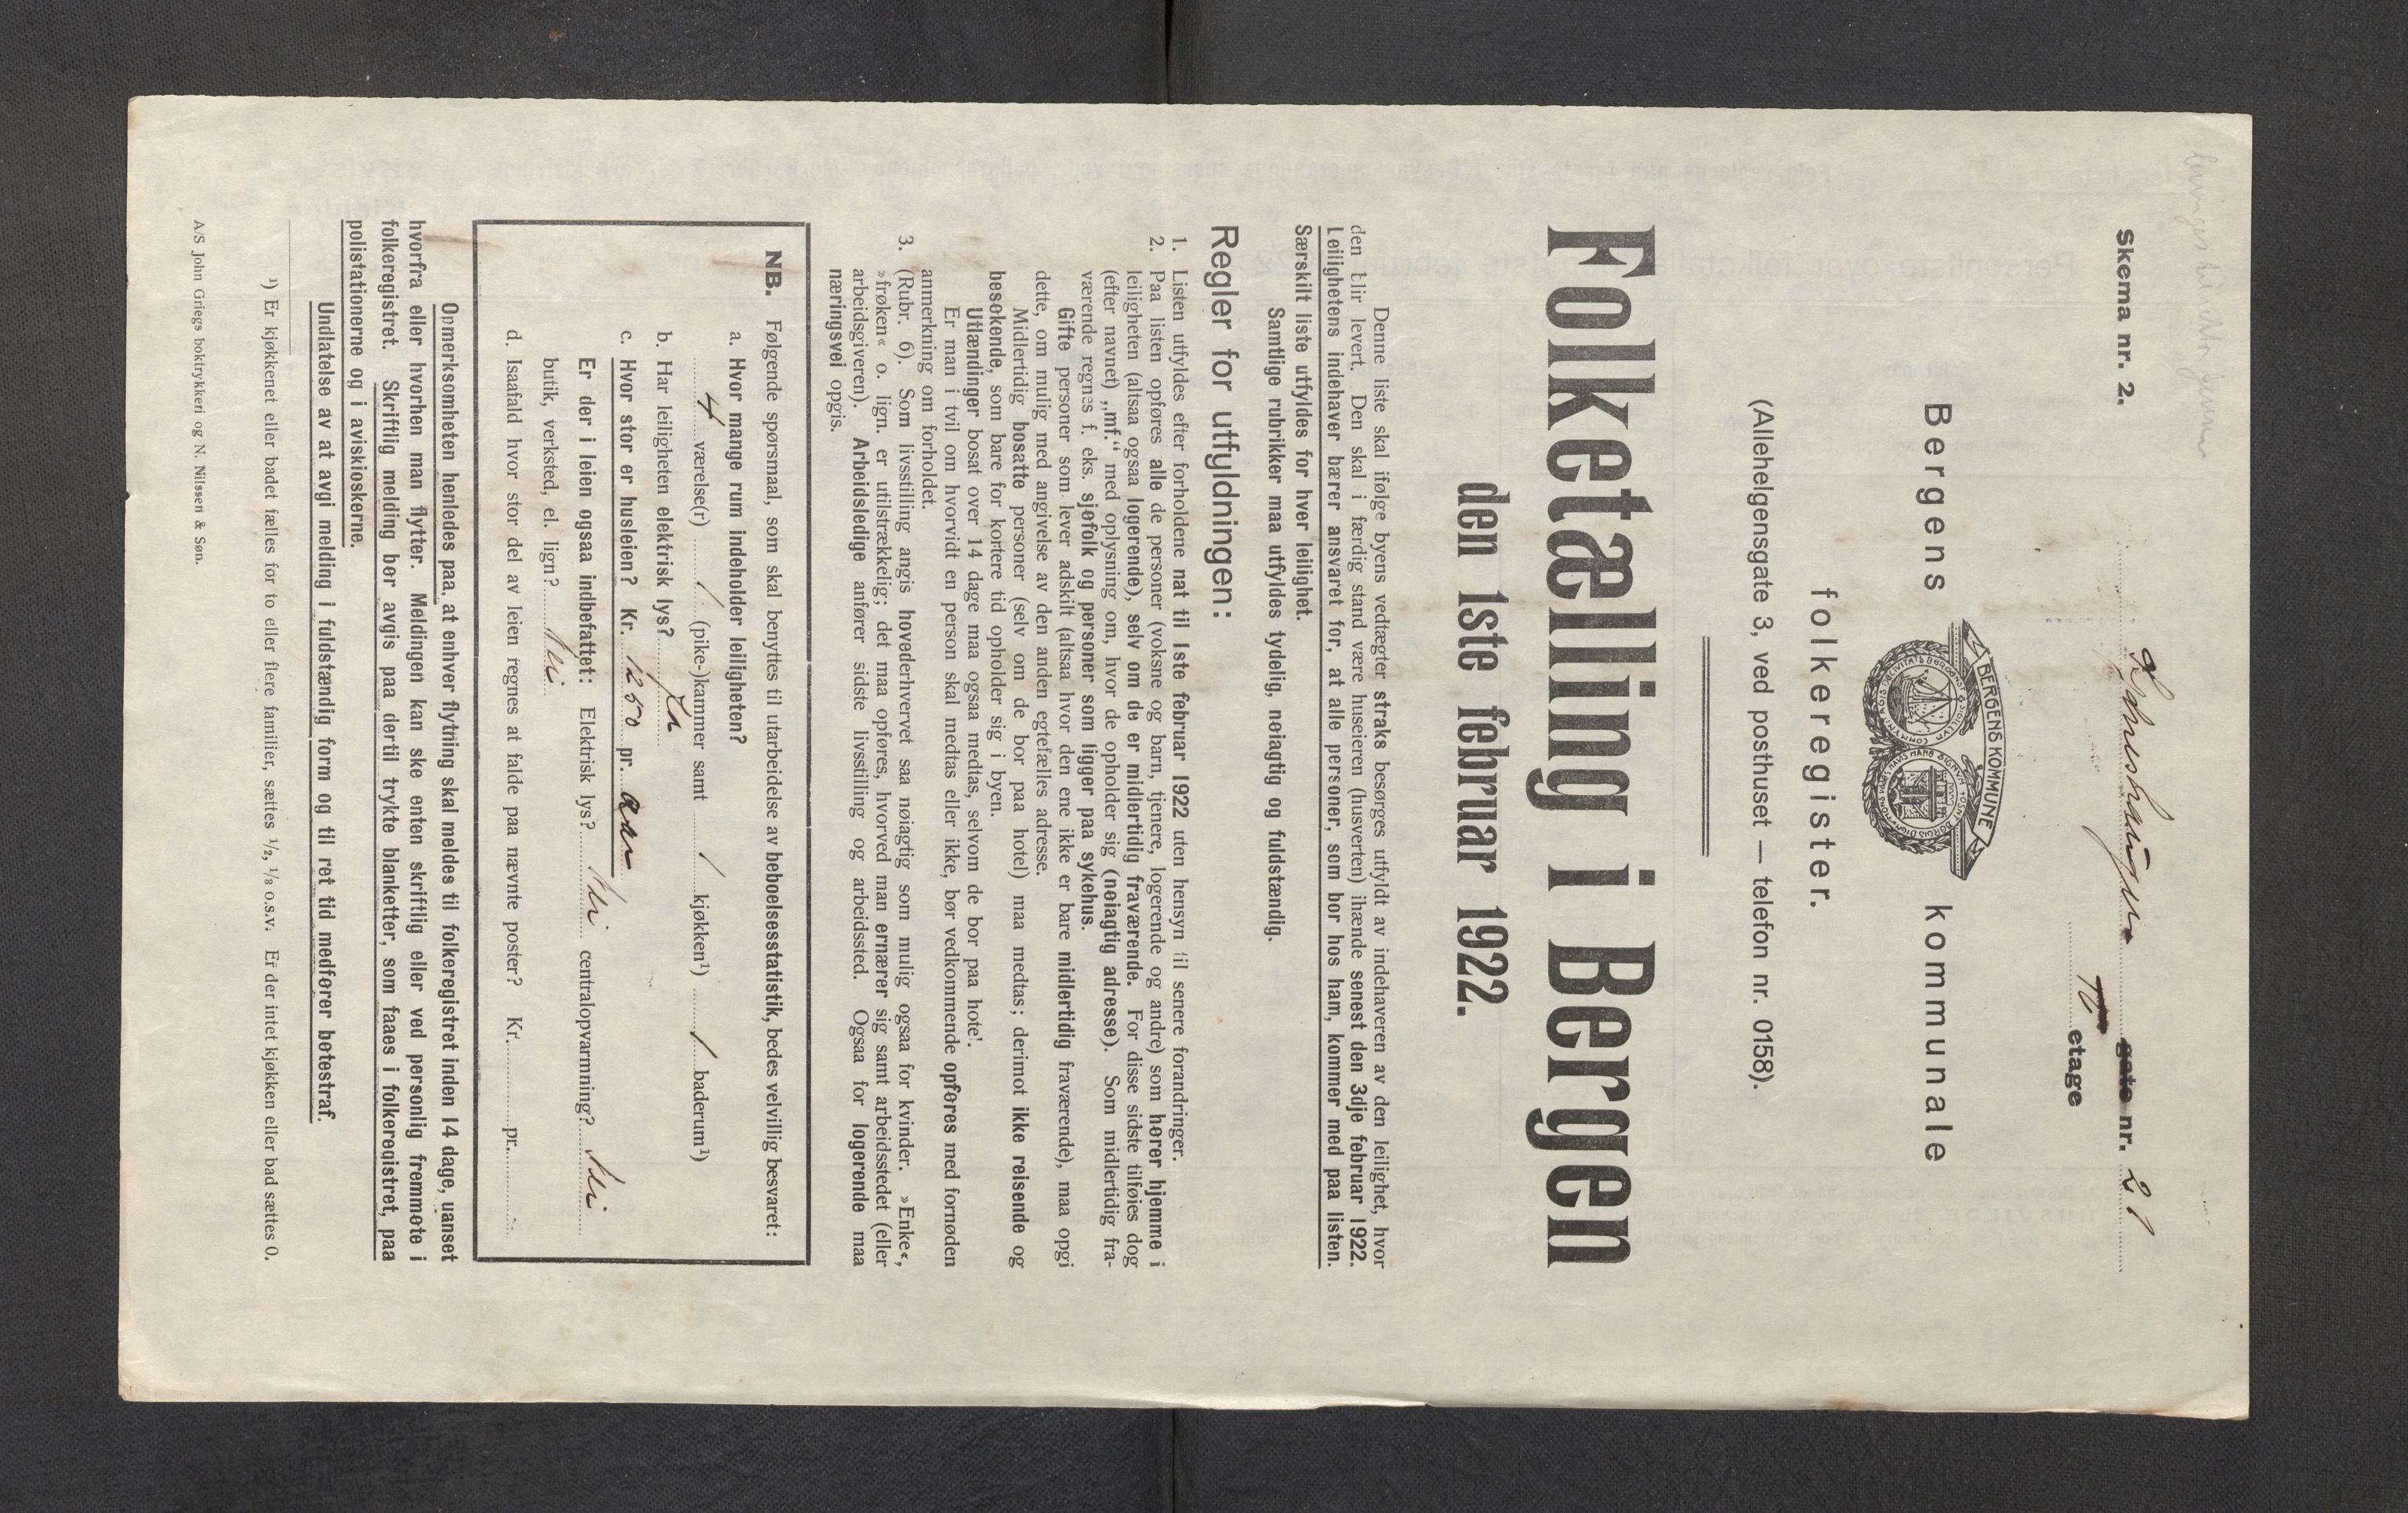 Skema nr. 2.
nr. 21
etage
BERGENS KOMMUNE
Bergens kommunale
folkeregister.
(Allehelgensgate 3, ved posthuset — telefon nr. 0158).
Folketælling i Bergen
den 1ste februar 1922.
Denne liste skal ifølge byens vedtægter straks besørges utfyldt av indehaveren av den leilighet, hvor
den blir levert. Den skal i færdig stand være huseieren (husverten) ihænde senest den 3dje februar 1922.
Leilighetens indehaver bærer ansvaret for, at alle personer, som bor hos ham, kommer med paa listen.
Særskilt liste utfyldes for hver leilighet.
Samtlige rubrikker maa utfyldes tydelig, nøiagtig og fuldstændig.
Regler for utfyldningen:
1. Listen utfyldes efter forholdene nat til 1ste februar 1922 uten hensyn til senere forandringer.
2. Paa listen opføres alle de personer (voksne og barn, tjenere, logerende og andre) som hører hjemme i
leiligheten (altsaa ogsaa logerende), selv om de er midlertidig fraværende. For disse sidste tilføies dog
(efter navnet) „mf.“ med oplysning om, hvor de opholder sig (nøiagtig adresse). Som midlertidig fra-
værende regnes f. eks. sjøfolk og personer som ligger paa sykehus.
Gifte personer som lever adskilt (altsaa hvor den ene ikke er bare midlertidig fraværende), maa opgi
dette, om mulig med angivelse av den anden egtefælles adresse.
Midlertidig bosatte personer (selv om de bor paa hotel) maa medtas; derimot ikke reisende og
besøkende, som bare for kortere tid opholder sig i byen.
Utlændinger bosat over 14 dage maa ogsaa medtas, selvom de bor paa hotel.
Er man i tvil om hvorvidt en person skal medtas eller ikke, bør vedkommende opføres med fornøden
anmerkning om forholdet.
3. (Rubr. 6). Som livsstilling angis hovederhvervet saa nøiagtig som mulig ogsaa for kvinder. »Enke«,
»frøken« o. lign. er utilstrækkelig; det maa opføres, hvorved man ernærer sig samt arbeidsstedet (eller
arbeidsgiveren). Arbeidsledige anfører sidste livsstilling og arbeidssted. Ogsaa for logerende maa
næringsvei opgis.
NB. Følgende spørsmaal, som skal benyttes til utarbeidelse av beboelsesstatistik, bedes velvillig besvaret:
a. Hvor mange rum indeholder leiligheten?
4 værelse(r) 1 (pike-)kammer samt 1 kjøkken¹) 1 baderum¹)
b. Har leiligheten elektrisk lys? Ja
c. Hvor stor er husleien? Kr. 1250 pr. aar
Er der i leien ogsaa indbefattet: Elektrisk lys? Nei centralopvarmning? Nei
butik, verksted, el. lign? Nei
d. Isaafald hvor stor del av leien regnes at falde paa nævnte poster? Kr. pr.
Opmerksomheten henledes paa, at enhver flytning skal meldes til folkeregistret inden 14 dage, uanset
hvorfra eller hvorhen man flytter. Meldingen kan ske enten skriftlig eller ved personlig fremmøte i
folkeregistret. Skriftlig melding bør avgis paa dertil trykte blanketter, som faaes i folkeregistret, paa
polistationerne og i aviskioskerne.
Undlatelse av at avgi melding i fuldstændig form og til ret tid medfører bøtestraf.
¹) Er kjøkkenet eller badet fælles for to eller flere familier, sættes ¹/₂, ¹/₃ o.s.v. Er der intet kjøkken eller bad sættes 0.
A/S John Griegs boktrykkeri og N. Nilssen & Søn.